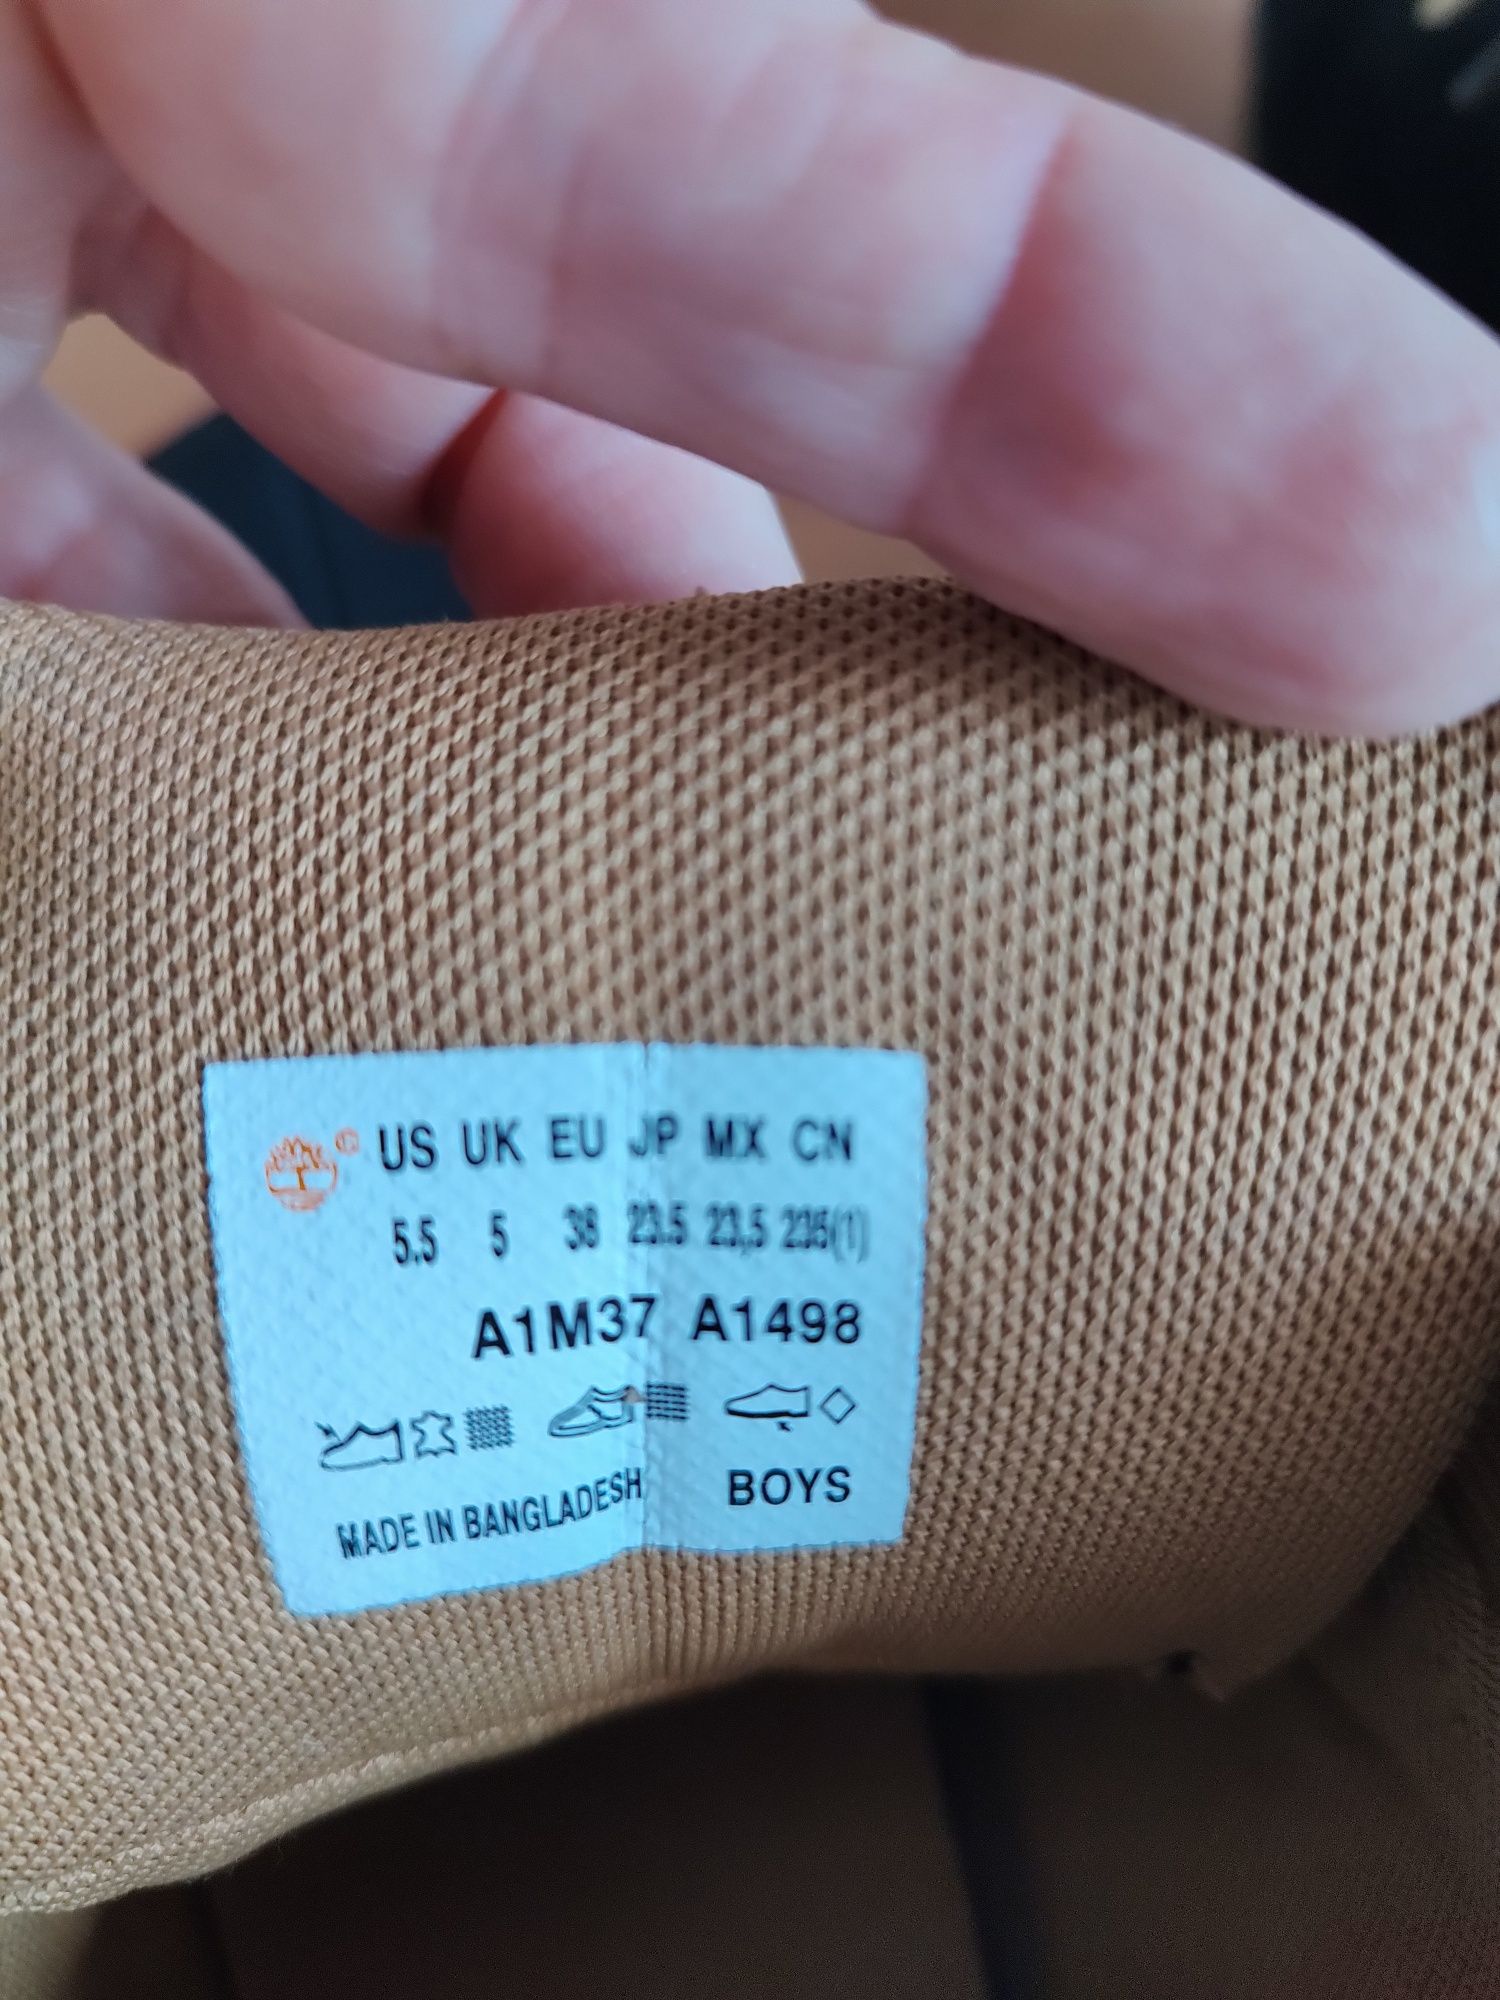 © US UK EU JP MX CN
5.5 5 38 23.5 23,5 235(1)
A1M37 A1498
MADE IN BANGLADESH BOYS